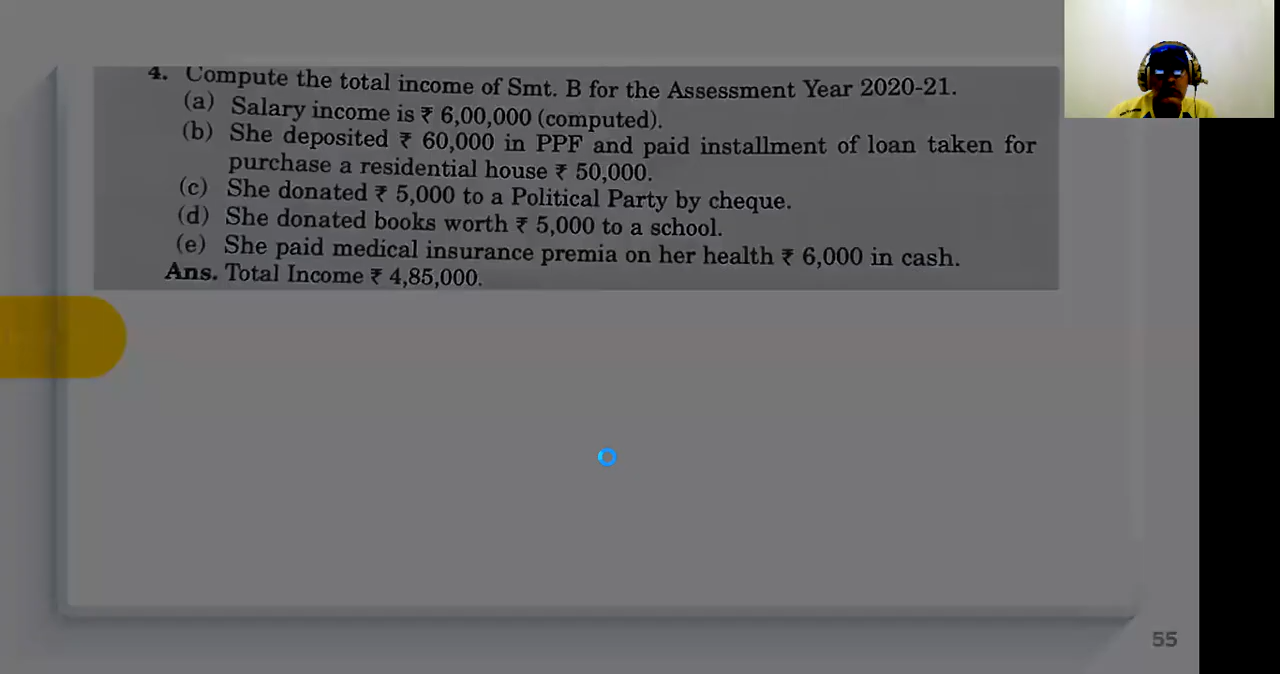 4. Compute the total income of Smt. B for the Assessment Year 2020-21.
(a) Salary income is ₹ 6,00,000 (computed).
(b) She deposited ₹ 60,000 in PPF and paid installment of loan taken for
purchase a residential house ₹ 50,000.
(c) She donated ₹ 5,000 to a Political Party by cheque.
(d) She donated books worth ₹ 5,000 to a school.
(e) She paid medical insurance premia on her health ₹ 6,000 in cash.
Ans. Total Income ₹ 4,85,000.
55